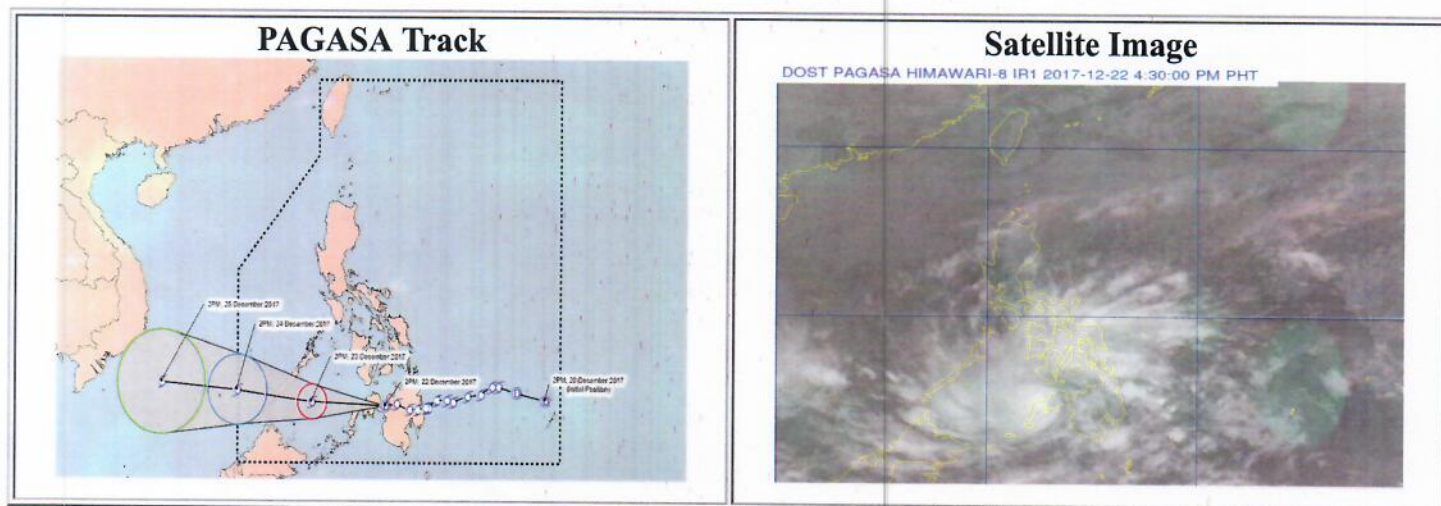 PAGASA Track
2PM, 25 December 2017
2PM, 24 December 2017
2PM, 23 December 2017
2PM, 22 December 2017
2PM, 20 December 2017
(Initial Position)
Satellite Image
DOST PAGASA HIMAWARI-8 IR1 2017-12-22 4:30:00 PM PHT